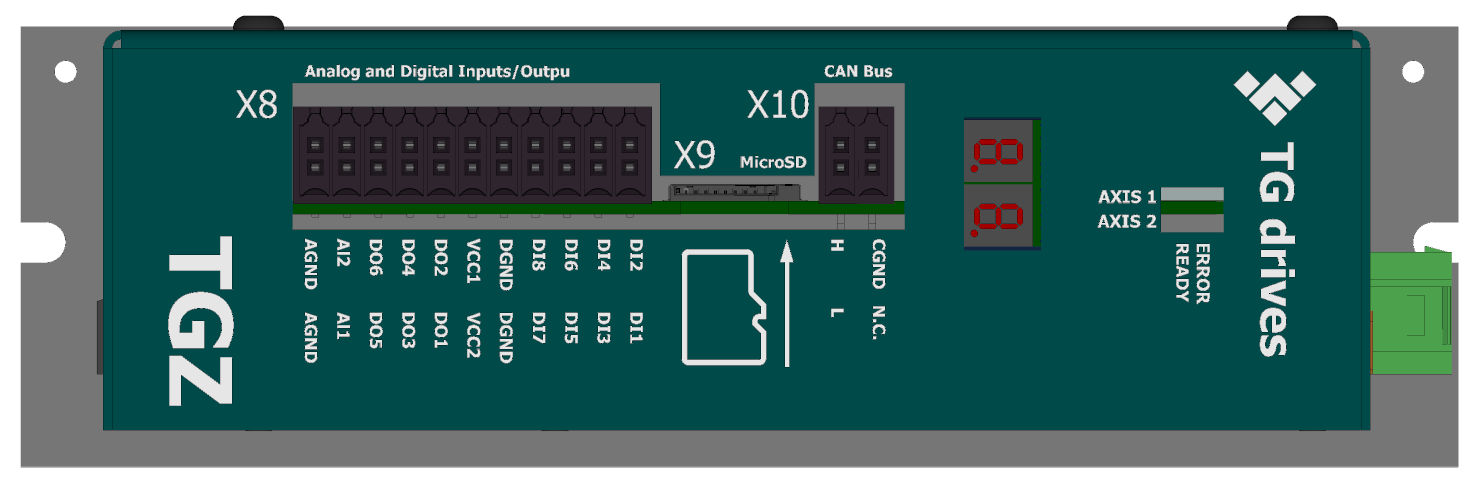 Analog and Digital Inputs/Outpu
CAN Bus
X8
X10
X9
MicroSD
8.
8.
AXIS 1
AXIS 2
ERROR
READY
TG drives
TGZ
AGND AI2 DO6 DO4 DO2 VCC1 DGND DI8 DI6 DI4 DI2
AGND AI1 DO5 DO3 DO1 VCC2 DGND DI7 DI5 DI3 DI1
H CGND
L N.C.